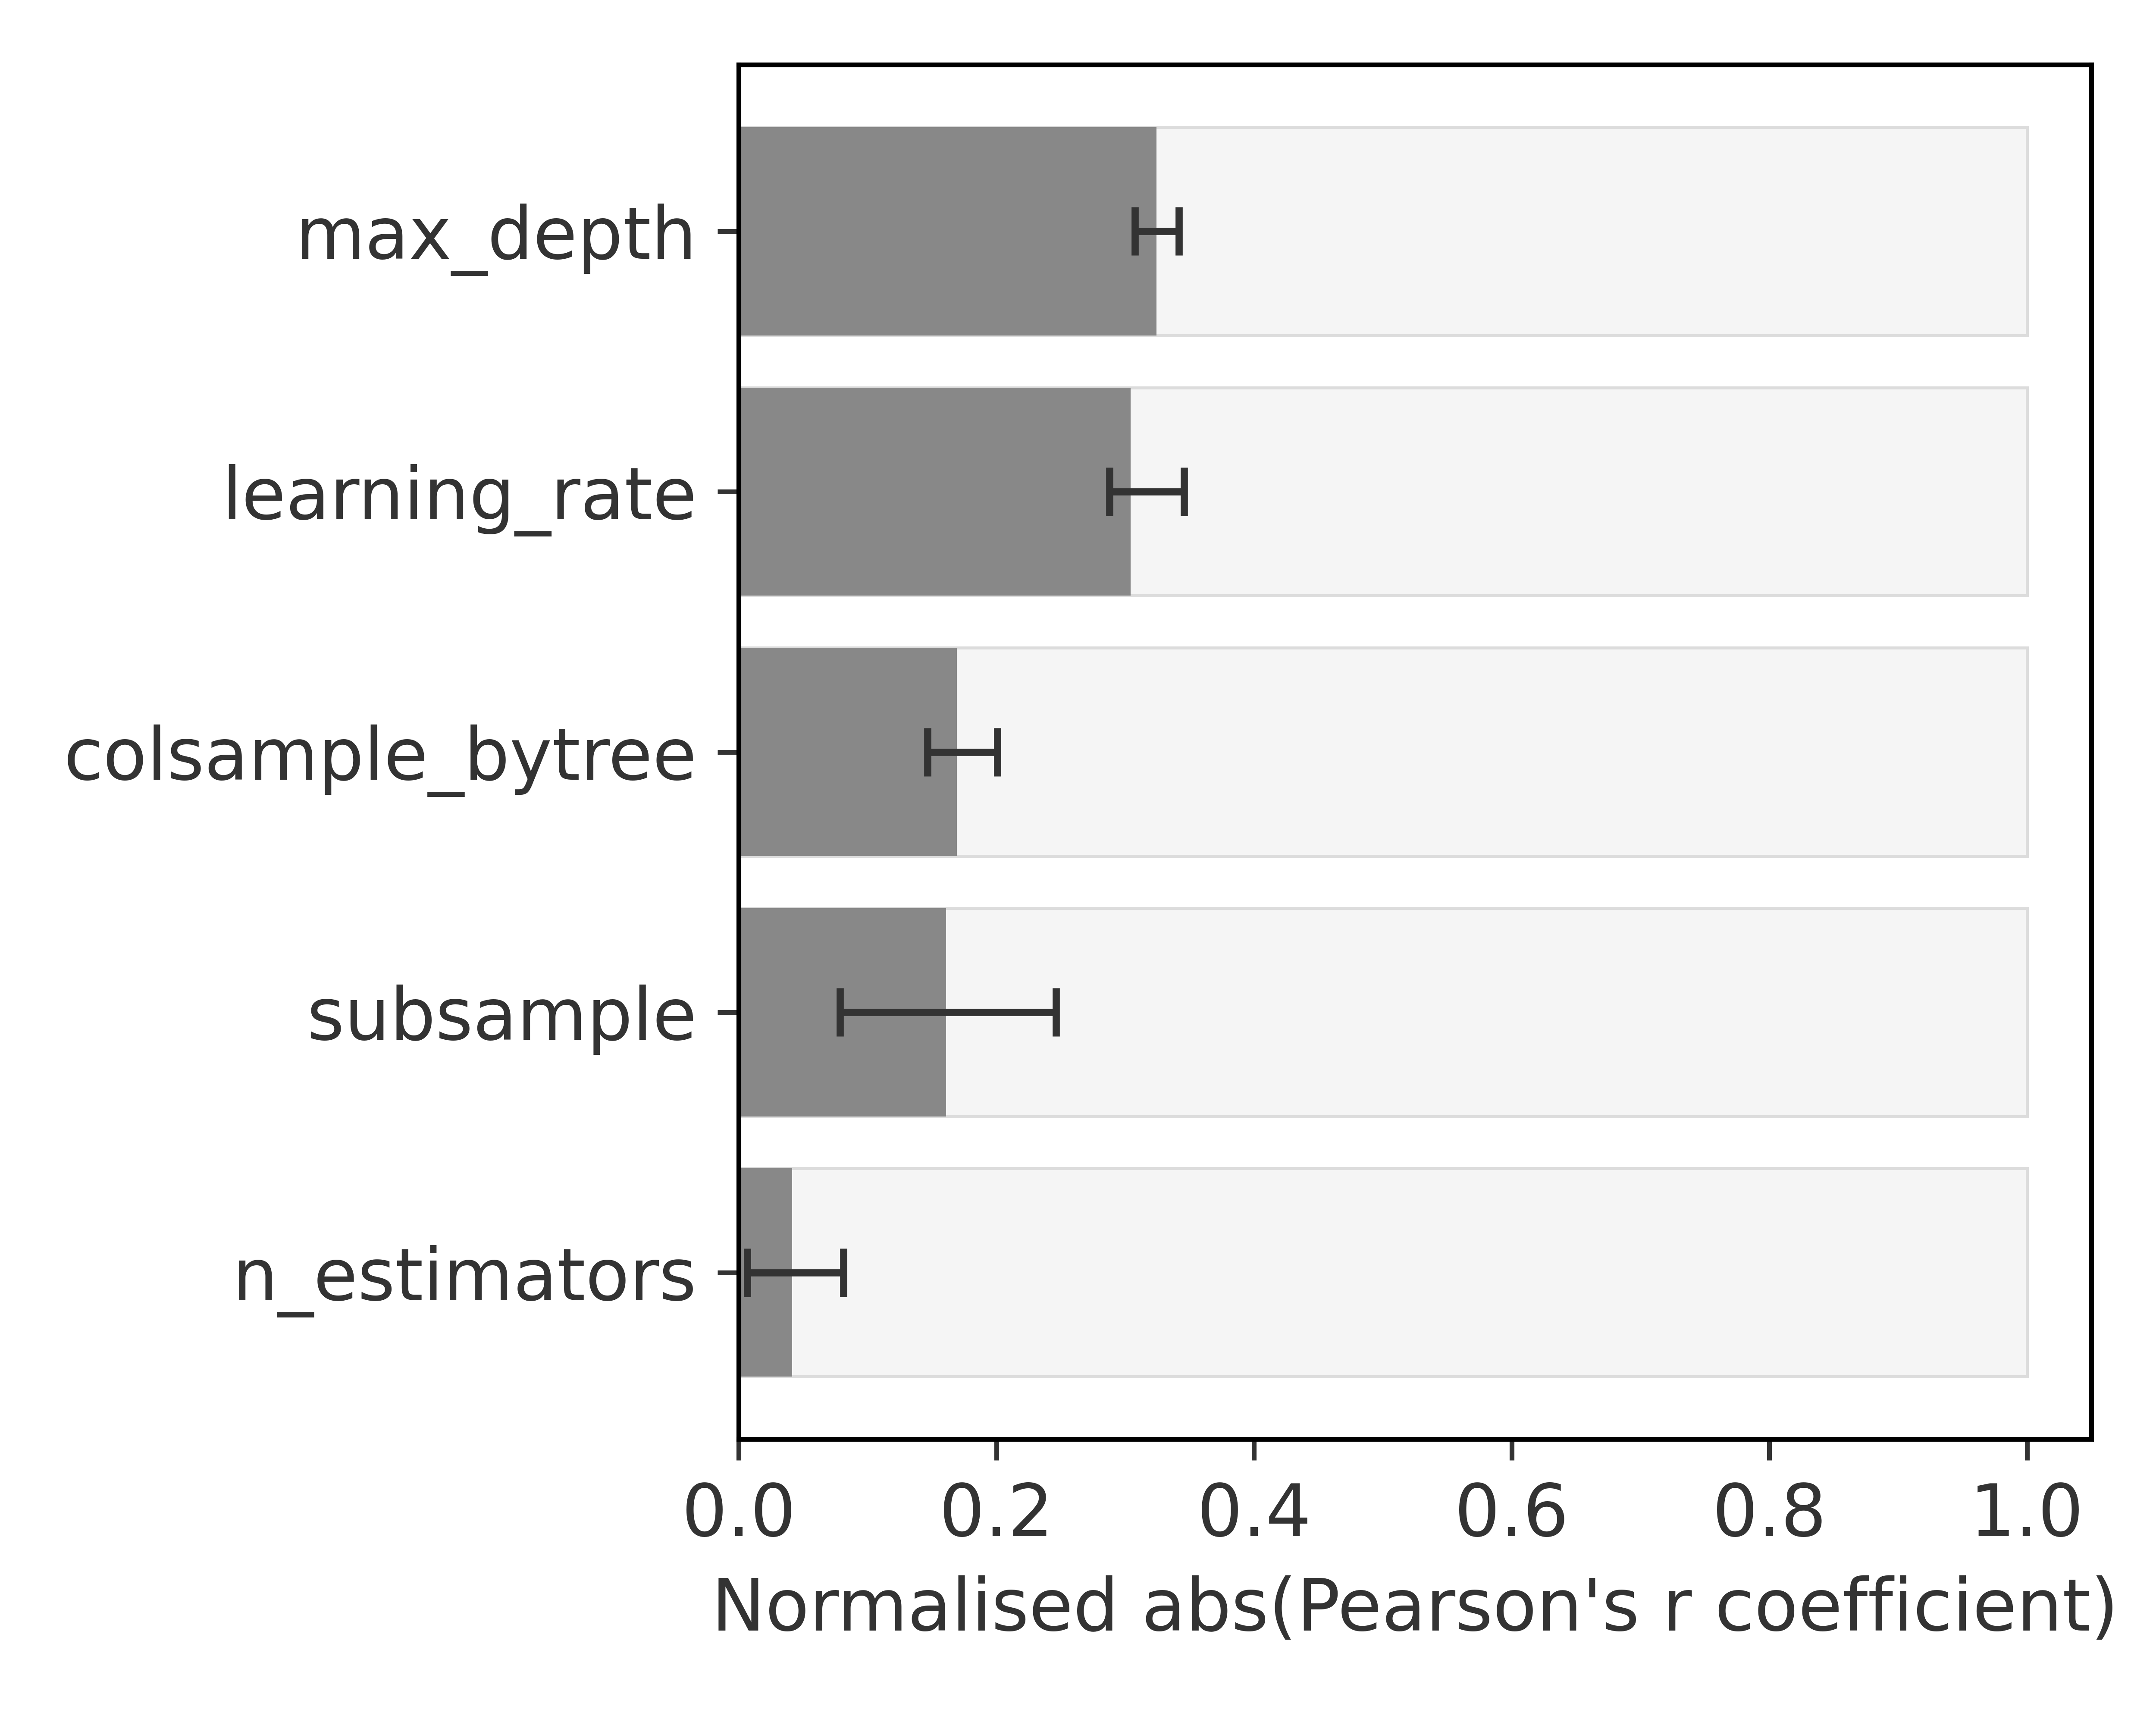 max_depth
learning_rate
colsample_bytree
subsample
n_estimators
0.0 0.2 0.4 0.6 0.8 1.0
Normalised abs(Pearson's r coefficient)